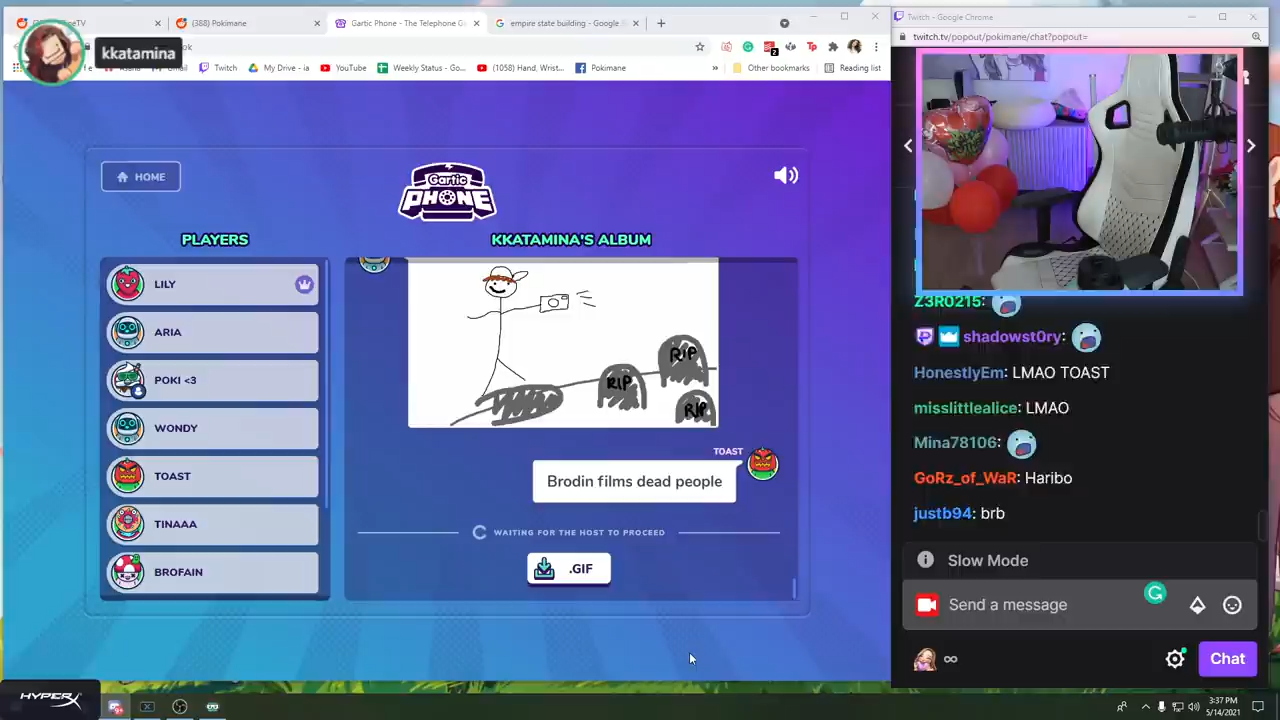 (388) Pokimane
Gartic Phone - The Telephone G
empire state building - Google
Twitch - Google Chrome
kkatamina
twitch.tv/popout/pokimane/chat?popout=
Twitch
My Drive - ia
YouTube
Weekly Status - Go...
(1058) Hand, Wrist...
Pokimane
»
Other bookmarks
Reading list
HOME
Gartic
PHONE
PLAYERS
KKATAMINA'S ALBUM
LILY
ARIA
POKI <3
WONDY
TOAST
TINAAA
BROFAIN
RIP
RIP
RIP
TOAST
Brodin films dead people
WAITING FOR THE HOST TO PROCEED
.GIF
Z3R0215:
shadowst0ry:
HonestlyEm: LMAO TOAST
misslittlealice: LMAO
Mina78106:
GoRz_of_WaR: Haribo
justb94: brb
Slow Mode
Send a message
∞
Chat
HYPERX
3:37 PM
5/14/2021